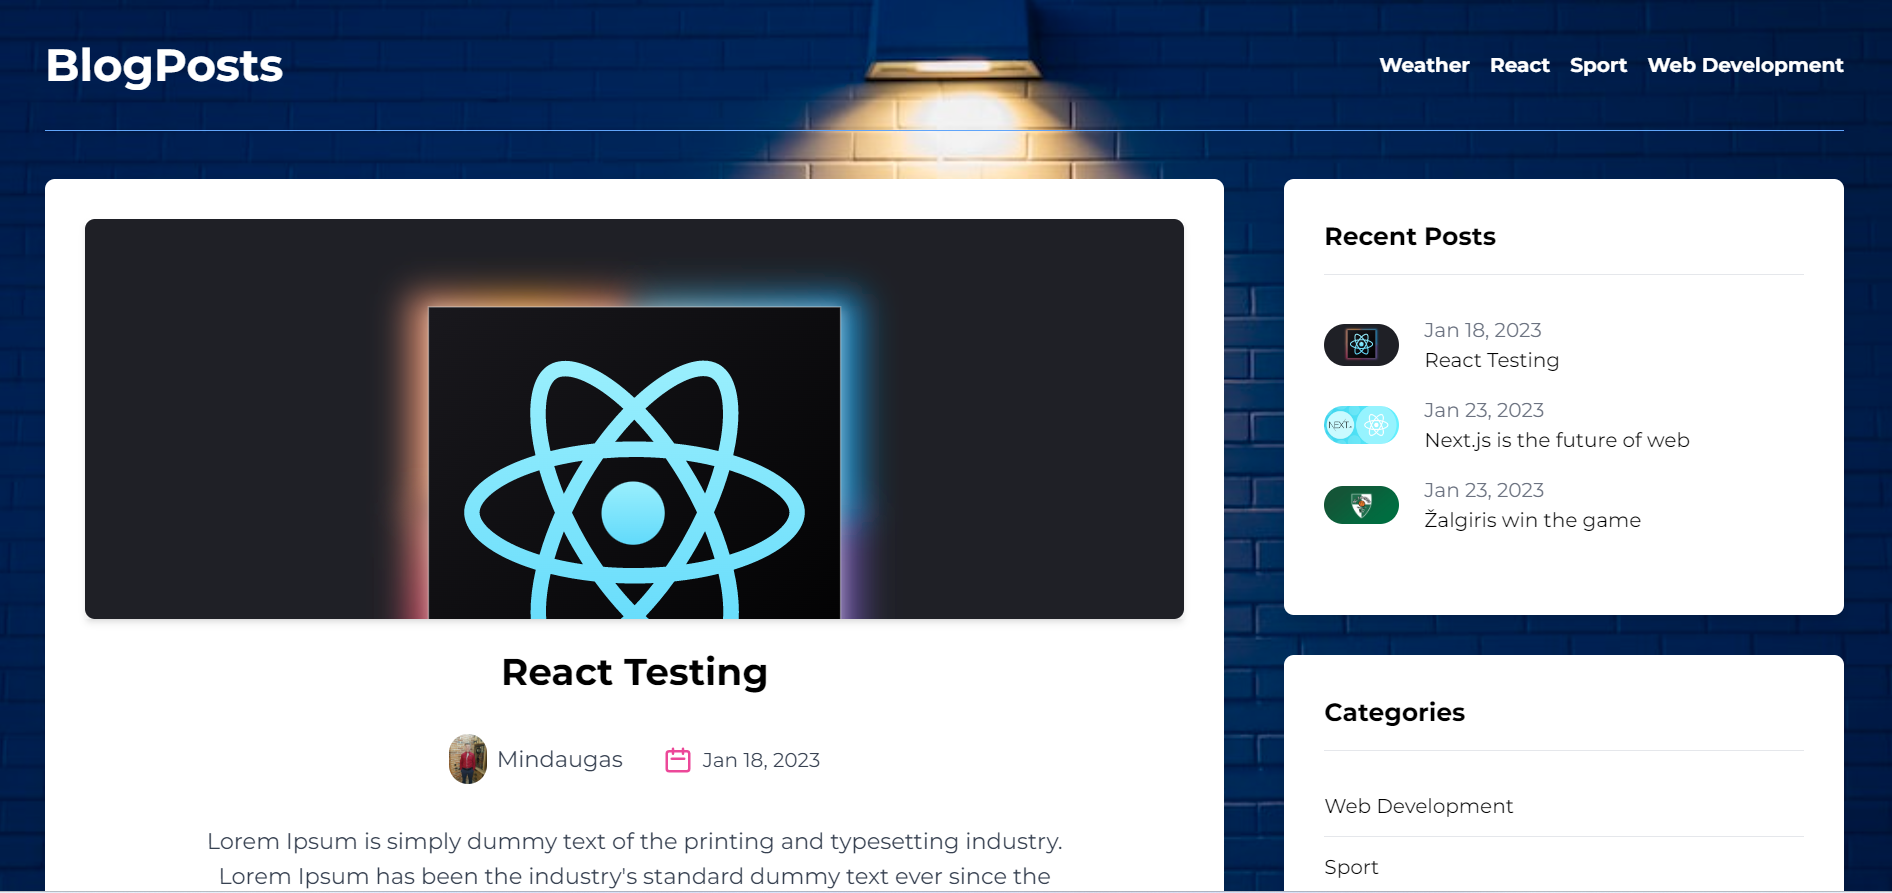 BlogPosts
Weather React Sport Web Development
React Testing
Mindaugas
Jan 18, 2023
Lorem Ipsum is simply dummy text of the printing and typesetting industry.
Lorem Ipsum has been the industry's standard dummy text ever since the
Recent Posts
Jan 18, 2023
React Testing
NEXT
Jan 23, 2023
Next.js is the future of web
Jan 23, 2023
Žalgiris win the game
Categories
Web Development
Sport